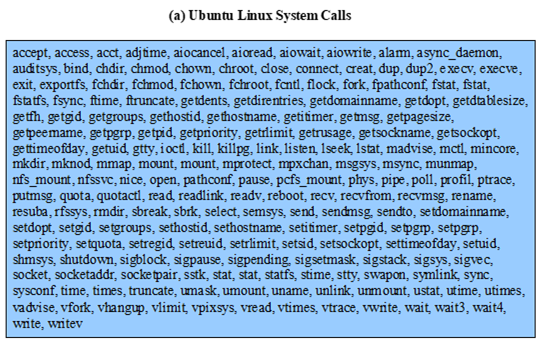 (a) Ubuntu Linux System Calls
accept, access, acct, adjtime, aiocancel, aioread, aiowait, aiowrite, alarm, async_daemon,
auditsys, bind, chdir, chmod, chown, chroot, close, connect, creat, dup, dup2, execv, execve,
exit, exportfs, fchdir, fchmod, fchown, fchroot, fcntl, flock, fork, fpathconf, fstat, fstat,
fstatfs, fsync, ftime, ftruncate, getdents, getdirentries, getdomainname, getdopt, getdtablesize,
getfh, getgid, getgroups, gethostid, gethostname, getitimer, getmsg, getpagesize,
getpeername, getpgrp, getpid, getpriority, getrlimit, getrusage, getsockname, getsockopt,
gettimeofday, getuid, gtty, ioctl, kill, killpg, link, listen, lseek, lstat, madvise, mctl, mincore,
mkdir, mknod, mmap, mount, mount, mprotect, mpxchan, msgsys, msync, munmap,
nfs_mount, nfssvc, nice, open, pathconf, pause, pcfs_mount, phys, pipe, poll, profil, ptrace,
putmsg, quota, quotactl, read, readlink, readv, reboot, recv, recvfrom, recvmsg, rename,
resuba, rfssys, rmdir, sbreak, sbrk, select, semsys, send, sendmsg, sendto, setdomainname,
setdopt, setgid, setgroups, sethostid, sethostname, setitimer, setpgid, setpgrp, setpgrp,
setpriority, setquota, setregid, setreuid, setrlimit, setsid, setsockopt, settimeofday, setuid,
shmsys, shutdown, sigblock, sigpause, sigpending, sigsetmask, sigstack, sigsys, sigvec,
socket, socketaddr, socketpair, sstk, stat, stat, statfs, stime, stty, swapon, symlink, sync,
sysconf, time, times, truncate, umask, umount, uname, unlink, unmount, ustat, utime, utimes,
vadvise, vfork, vhangup, vlimit, vpixsys, vread, vtimes, vtrace, vwrite, wait, wait3, wait4,
write, writev